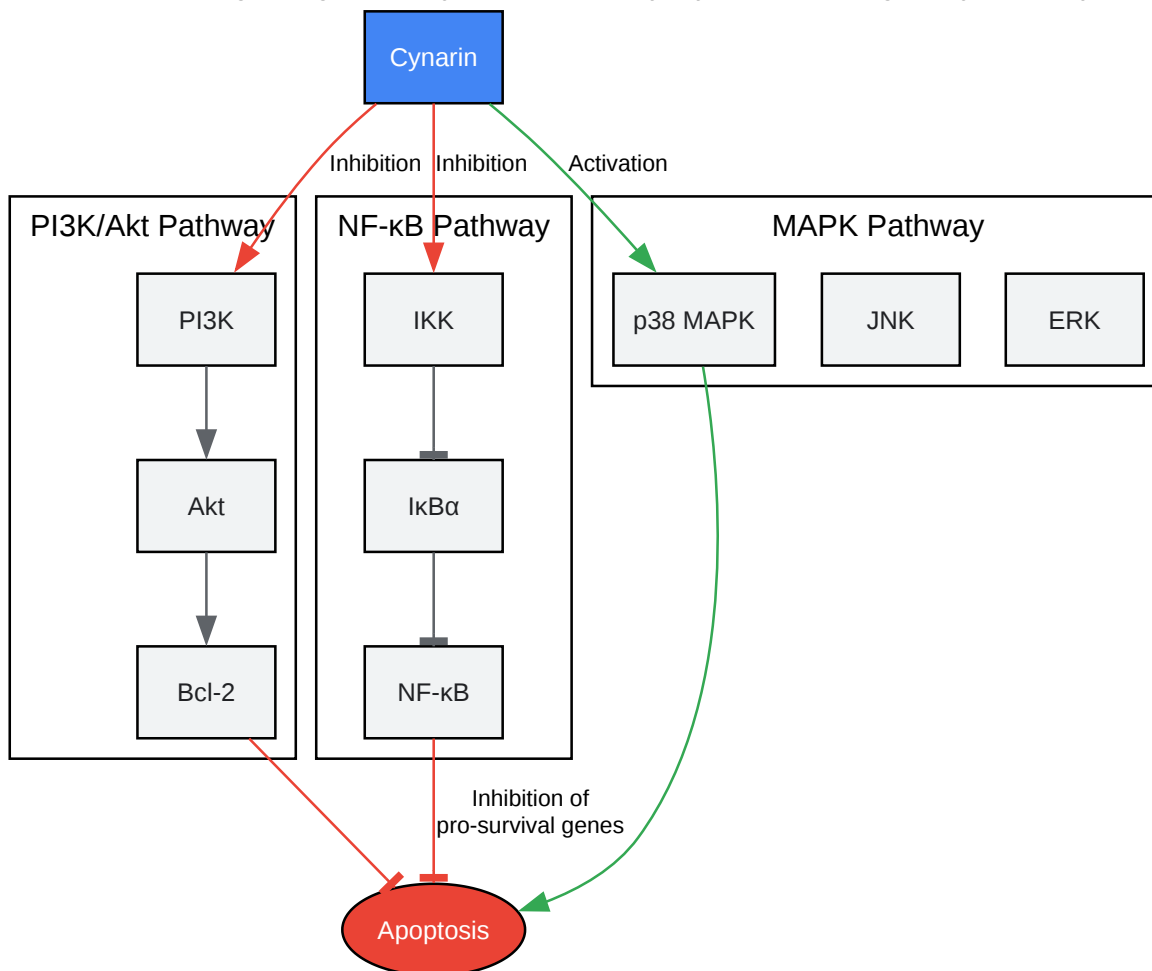 Cynarin
Inhibition
Inhibition
Activation
PI3K/Akt Pathway
NF-κB Pathway
MAPK Pathway
PI3K
IKK
p38 MAPK
JNK
ERK
Akt
IκBα
Bcl-2
NF-κB
Inhibition of
pro-survival genes
Apoptosis